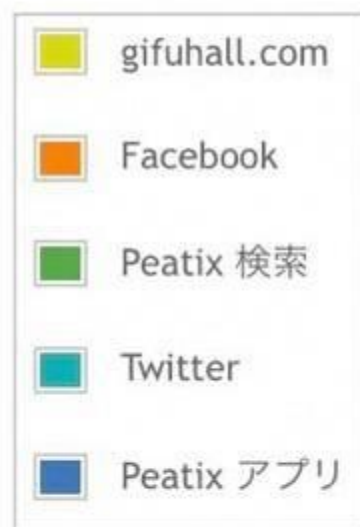 gifuhall.com
Facebook
Peatix 検索
Twitter
Peatix アプリ